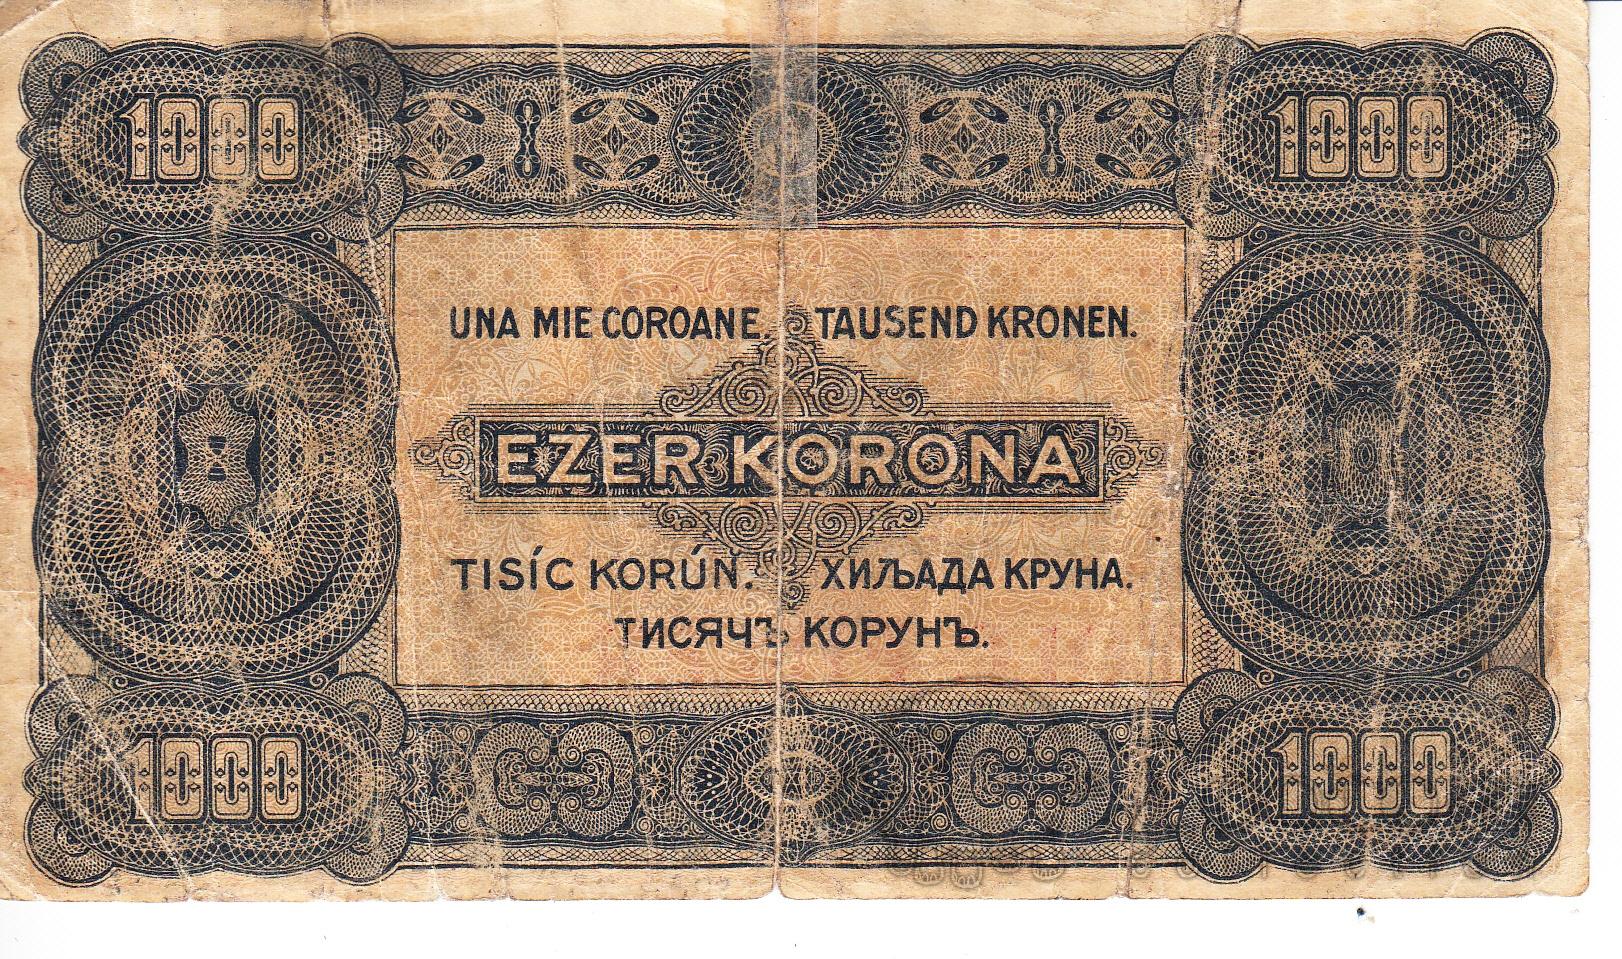 1000 1000
UNA MIE COROANE. TAUSEND KRONEN.
EZER KORONA
TISÍC KORÚN. ХИЉАДА КРУНА.
ТИСЯЧЪ КОРУНЪ.
1000 1000